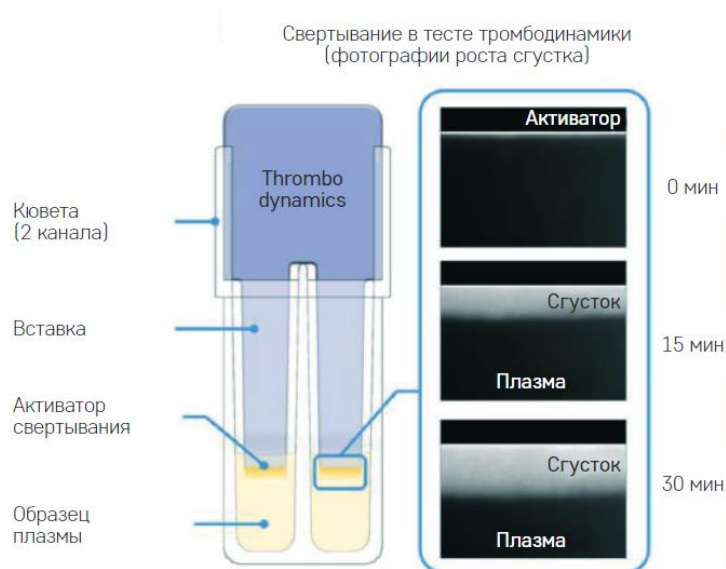 Свертывание в тесте тромбодинамики
(фотографии роста сгустка)
Thrombo
dynamics
Кювета
(2 канала)
Вставка
Активатор
свертывания
Образец
плазмы
Активатор
0 мин
Сгусток
15 мин
Плазма
Сгусток
30 мин
Плазма